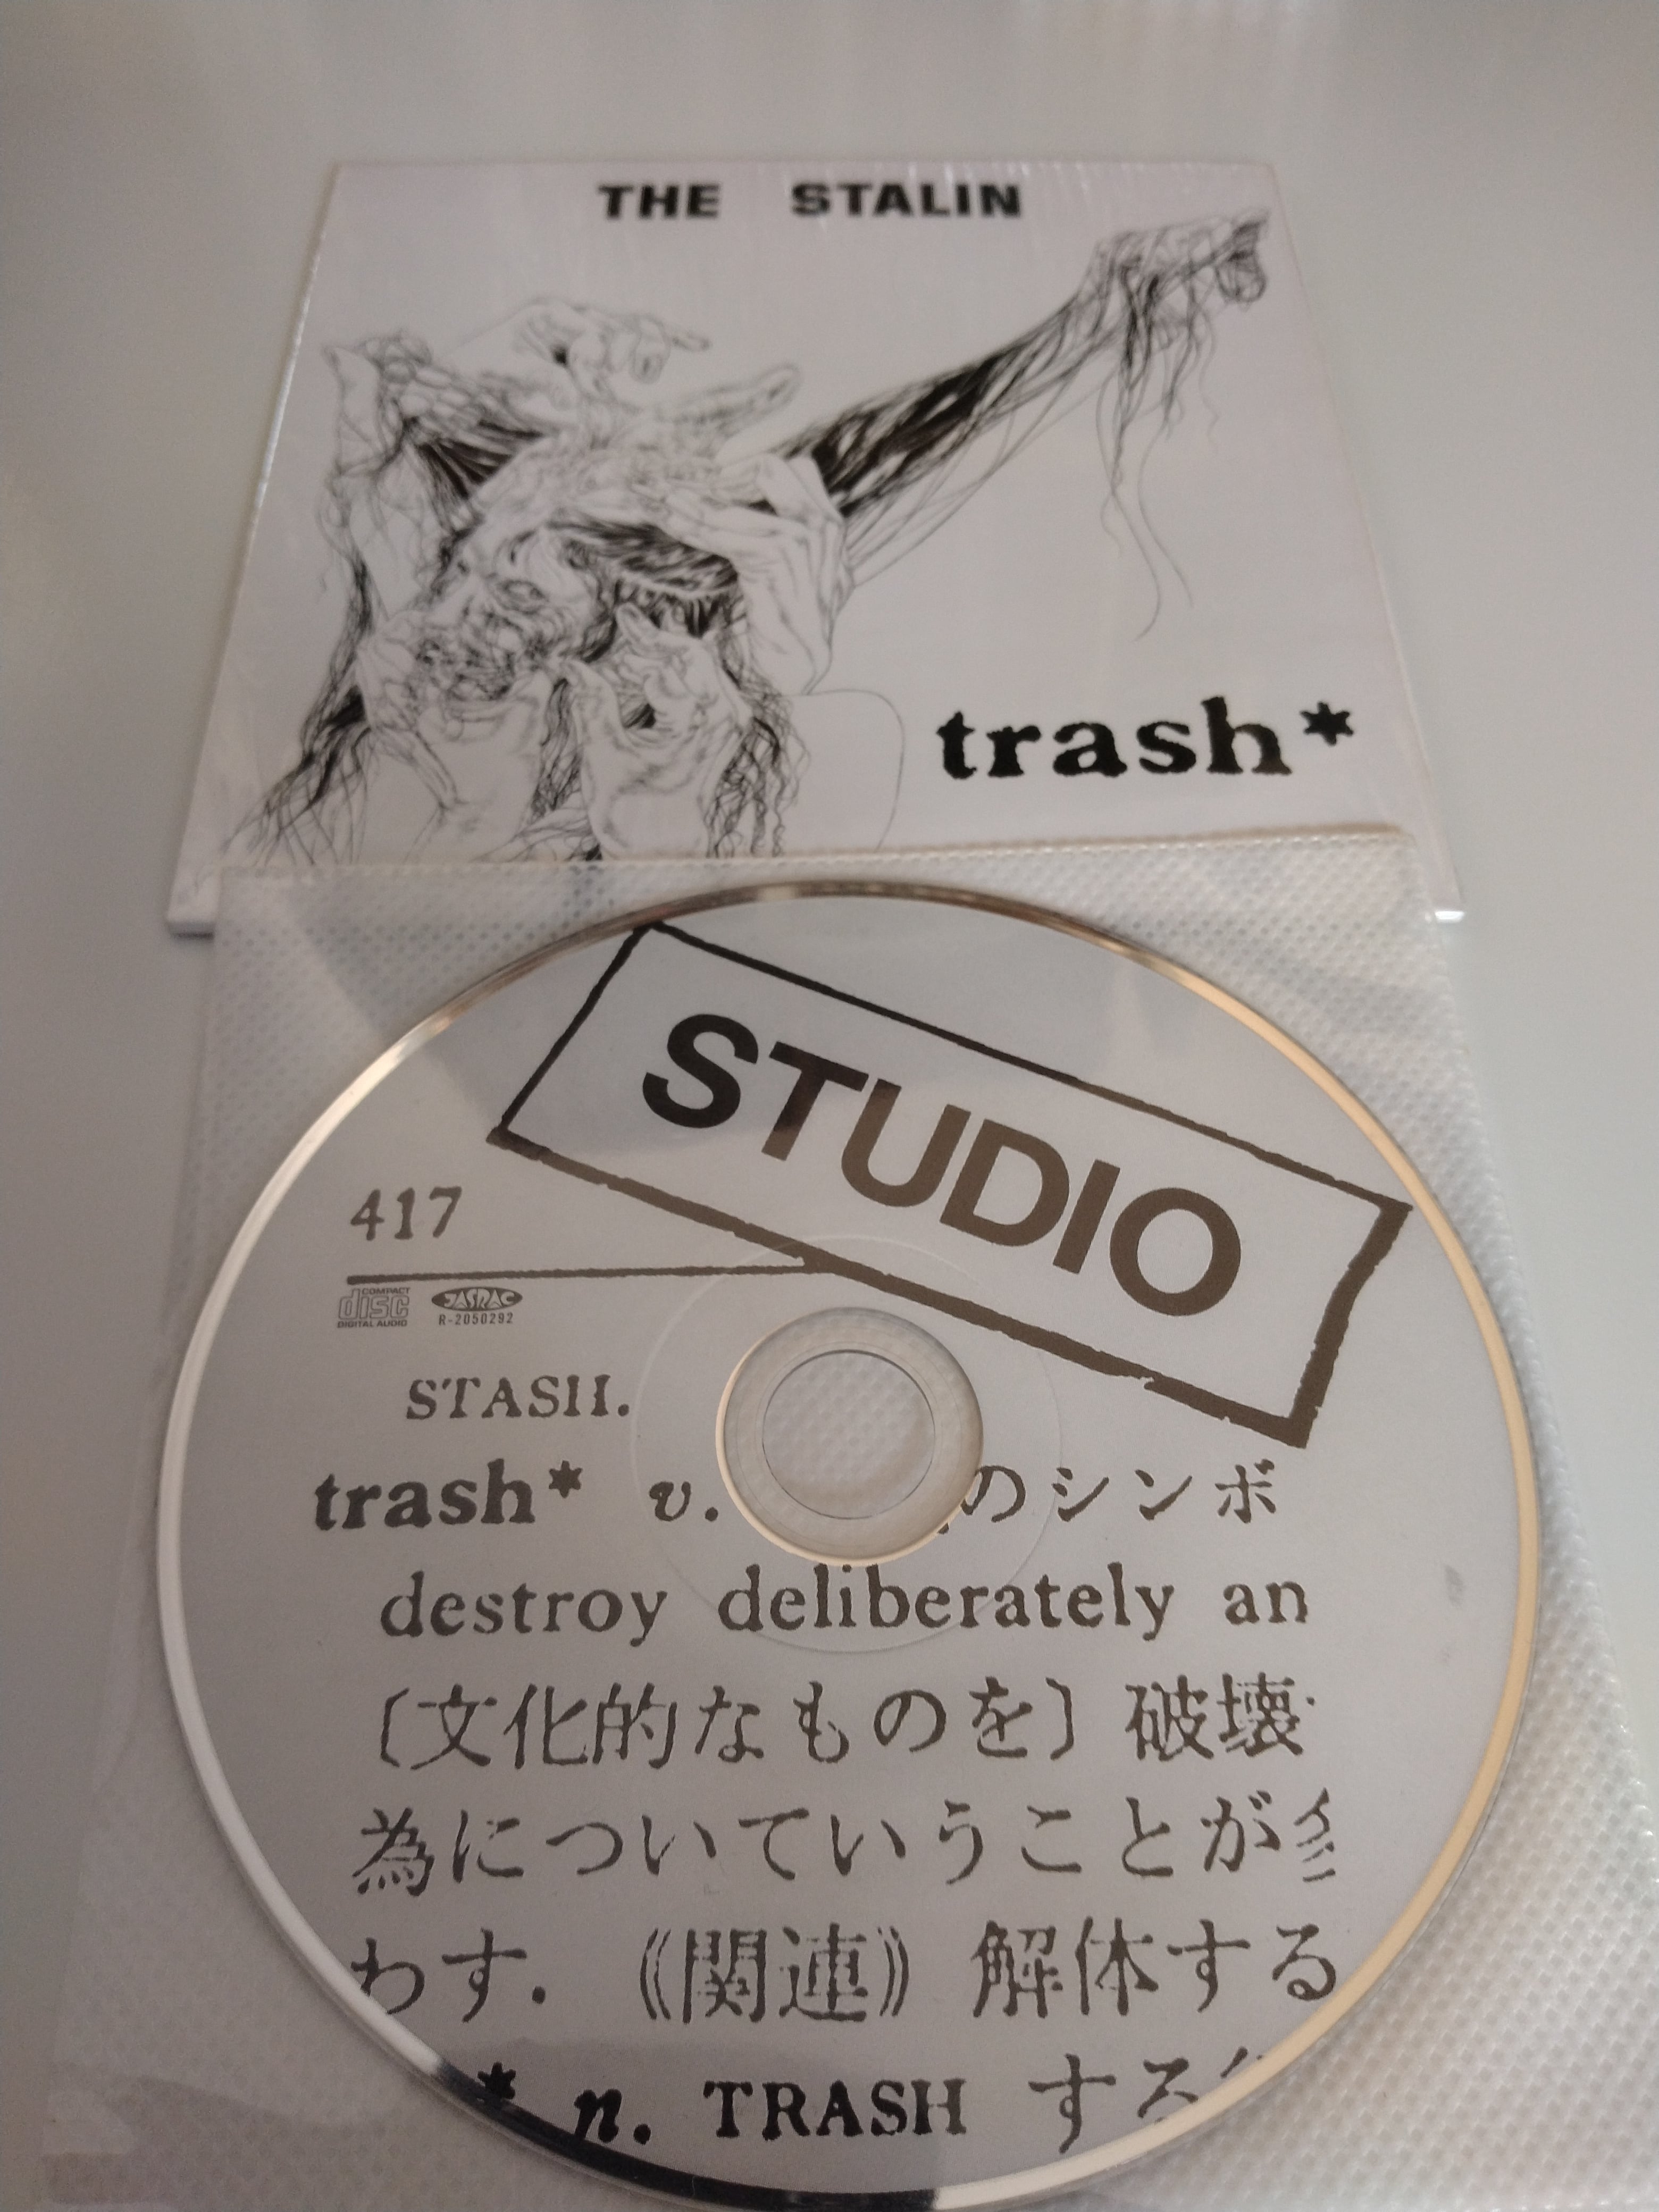 THE STALIN
trash*
STUDIO
417
COMPACT
disc
DIGITAL AUDIO
JASRAC
R-2050292
STASH.
trash* v. のシンボ
destroy deliberately an
〔文化的なものを〕破壊
為についていうことが
わす. 《関連》 解体する
* n. TRASH する